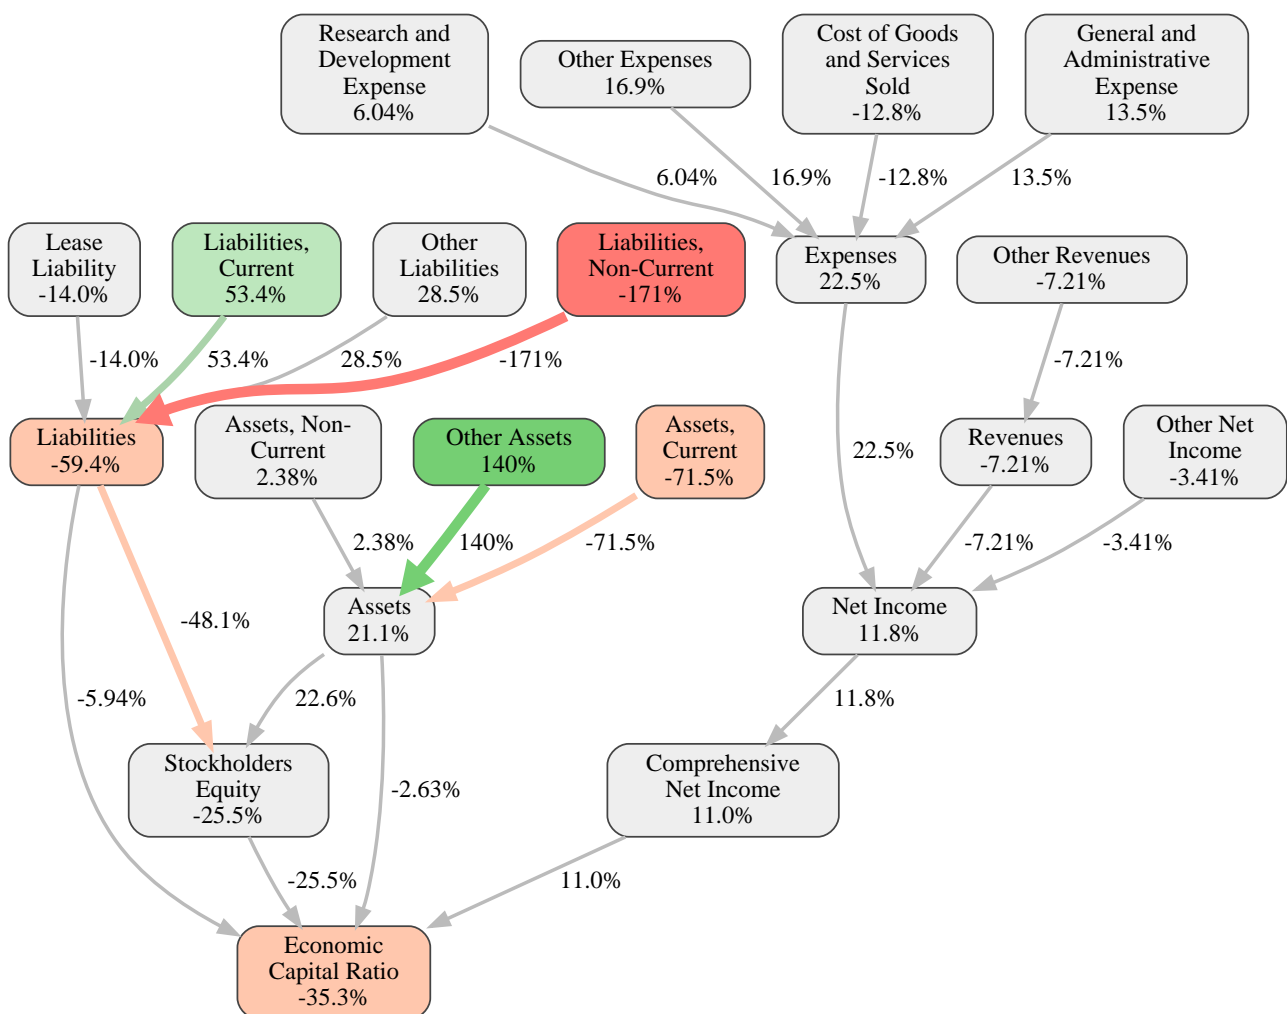 Research and
Development
Expense
6.04%
Other Expenses
16.9%
Cost of Goods
and Services
Sold
-12.8%
General and
Administrative
Expense
13.5%
6.04%
16.9%
-12.8%
13.5%
Lease
Liability
-14.0%
Liabilities,
Current
53.4%
Other
Liabilities
28.5%
Liabilities,
Non-Current
-171%
Expenses
22.5%
Other Revenues
-7.21%
-14.0%
53.4%
28.5%
-171%
-7.21%
Liabilities
-59.4%
Assets, Non-
Current
2.38%
Other Assets
140%
Assets,
Current
-71.5%
22.5%
Revenues
-7.21%
Other Net
Income
-3.41%
2.38%
140%
-71.5%
-7.21%
-3.41%
-48.1%
Assets
21.1%
Net Income
11.8%
-5.94%
22.6%
11.8%
Stockholders
Equity
-25.5%
-2.63%
Comprehensive
Net Income
11.0%
-25.5%
11.0%
Economic
Capital Ratio
-35.3%